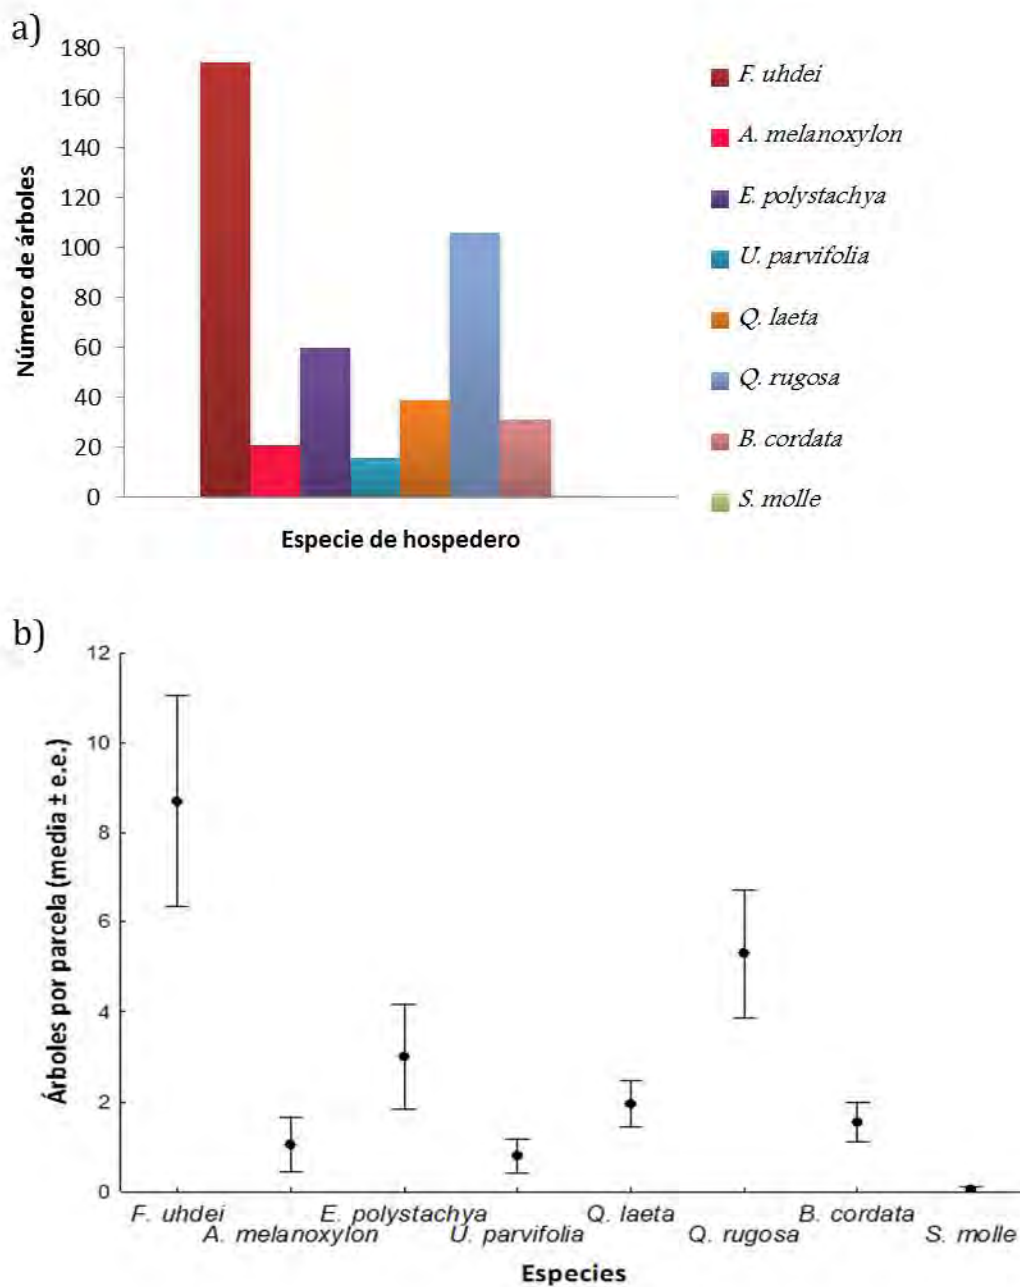 a)
180
160
140
120
100
80
60
40
20
0
Número de árboles
Especie de hospedero
F. uhdei
A. melanoxylon
E. polystachya
U. parvifolia
Q. laeta
Q. rugosa
B. cordata
S. molle
b)
12
10
8
6
4
2
0
Árboles por parcela (media ± e.e.)
F. uhdei
A. melanoxylon
E. polystachya
U. parvifolia
Q. laeta
Q. rugosa
B. cordata
S. molle
Especies